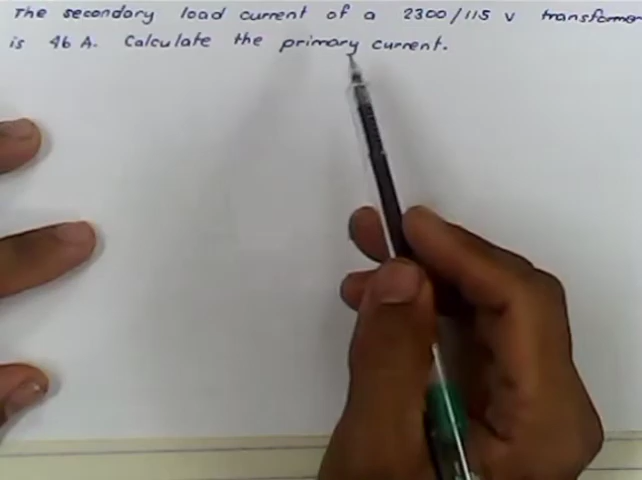 The secondary load current of a 2300/115 v transformer
is 46 A. Calculate the primary current.